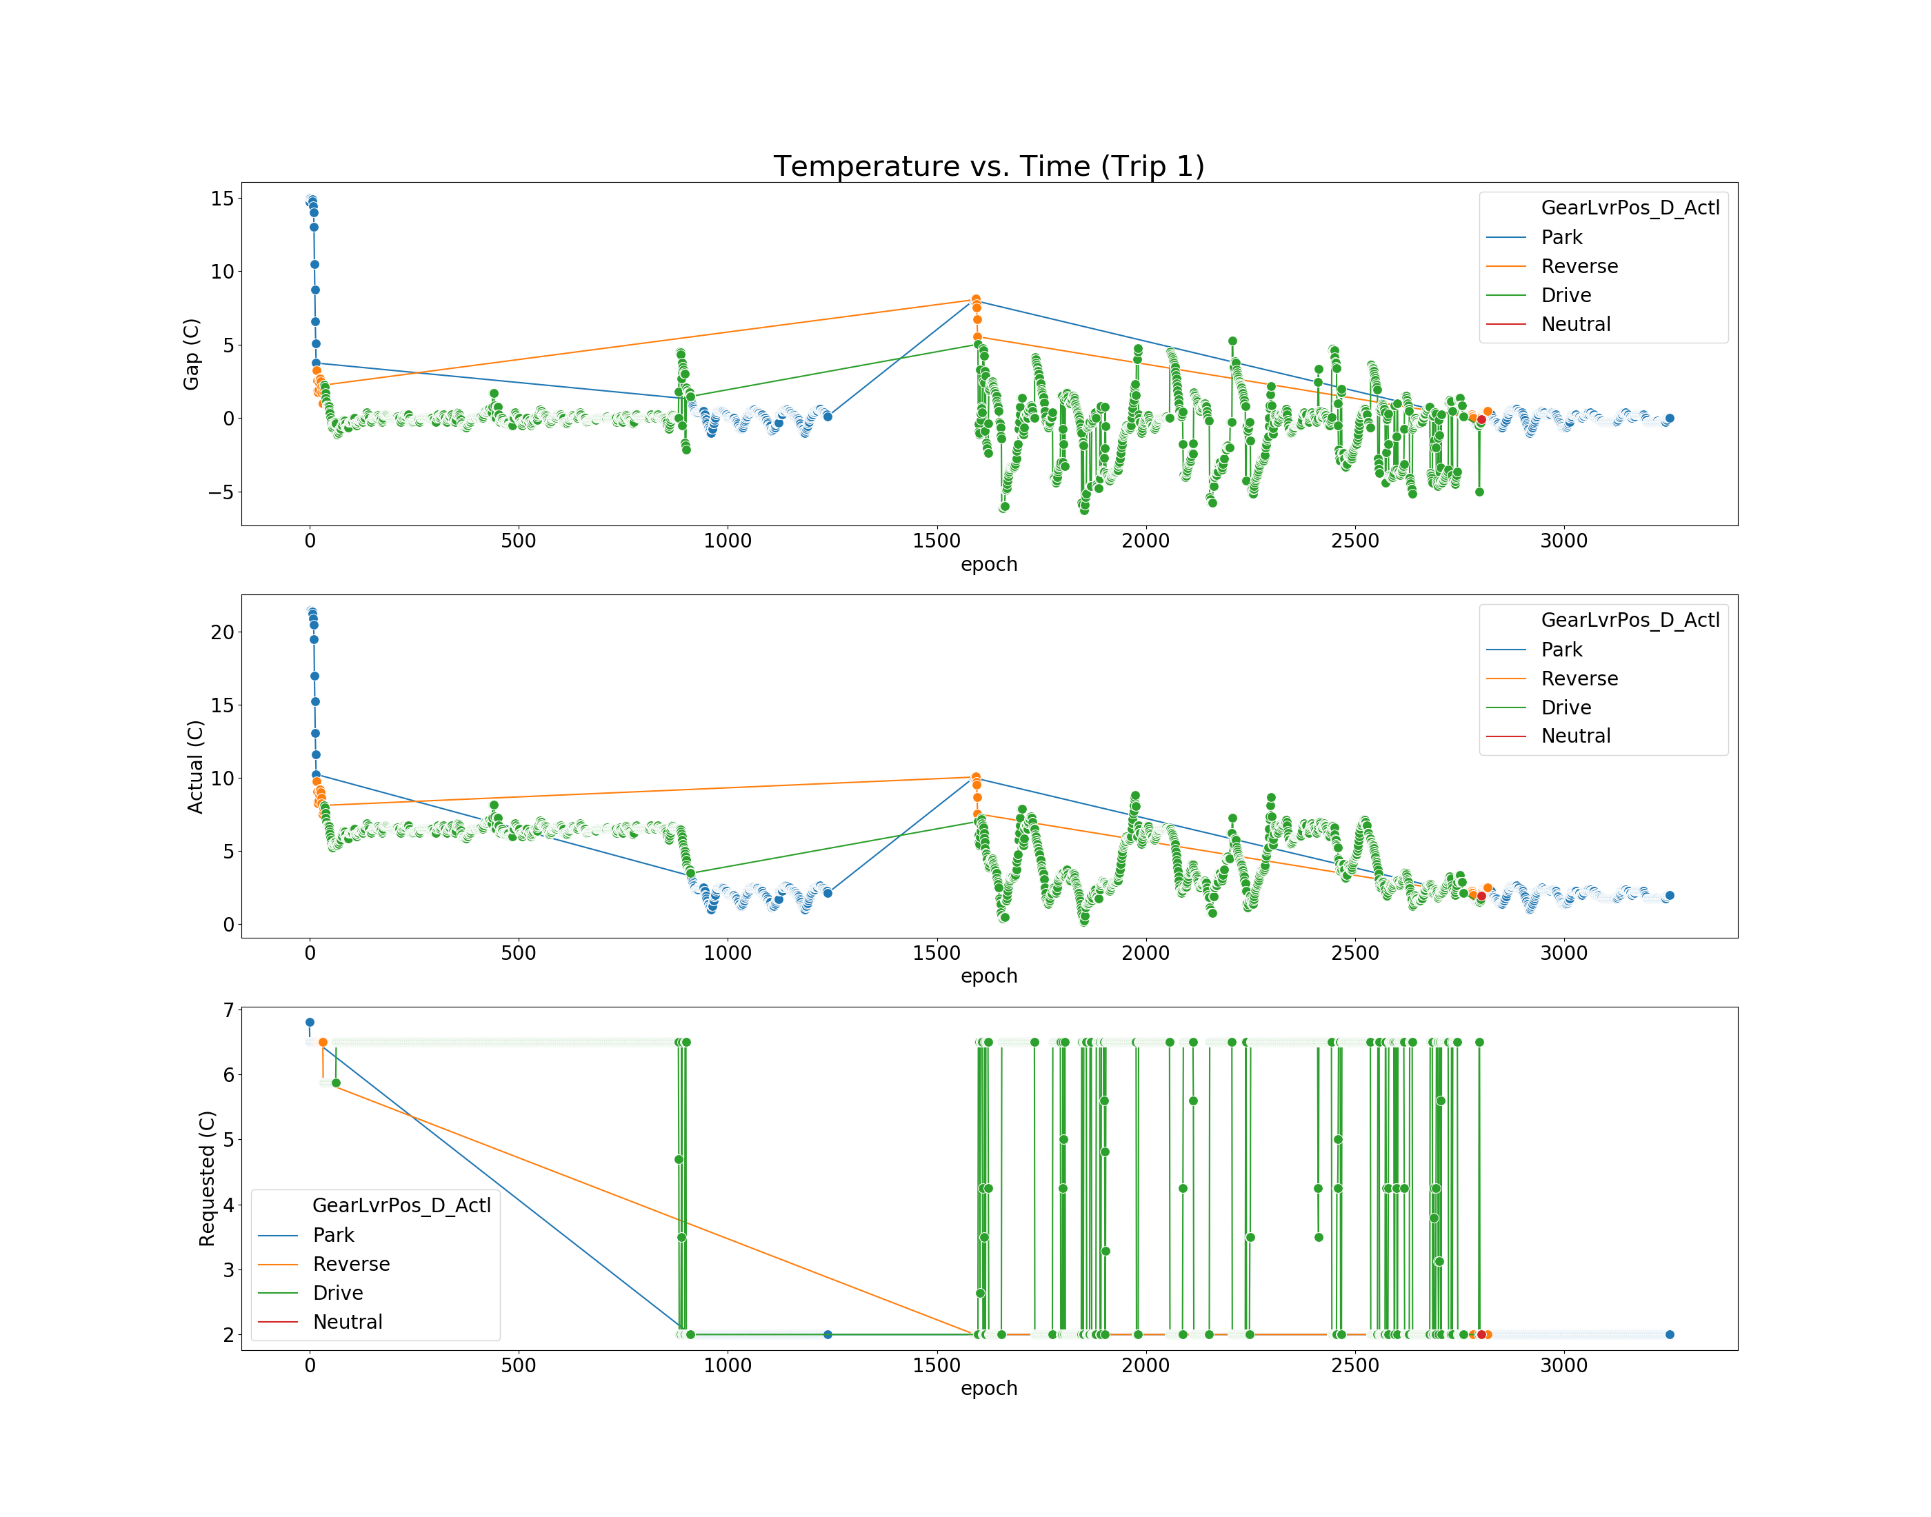 Temperature vs. Time (Trip 1)
15
10
5
0
−5
Gap (C)
GearLvrPos_D_Actl
Park
Reverse
Drive
Neutral
0 500 1000 1500 2000 2500 3000
epoch
20
15
10
5
0
Actual (C)
GearLvrPos_D_Actl
Park
Reverse
Drive
Neutral
0 500 1000 1500 2000 2500 3000
epoch
7
6
5
4
3
2
Requested (C)
GearLvrPos_D_Actl
Park
Reverse
Drive
Neutral
0 500 1000 1500 2000 2500 3000
epoch